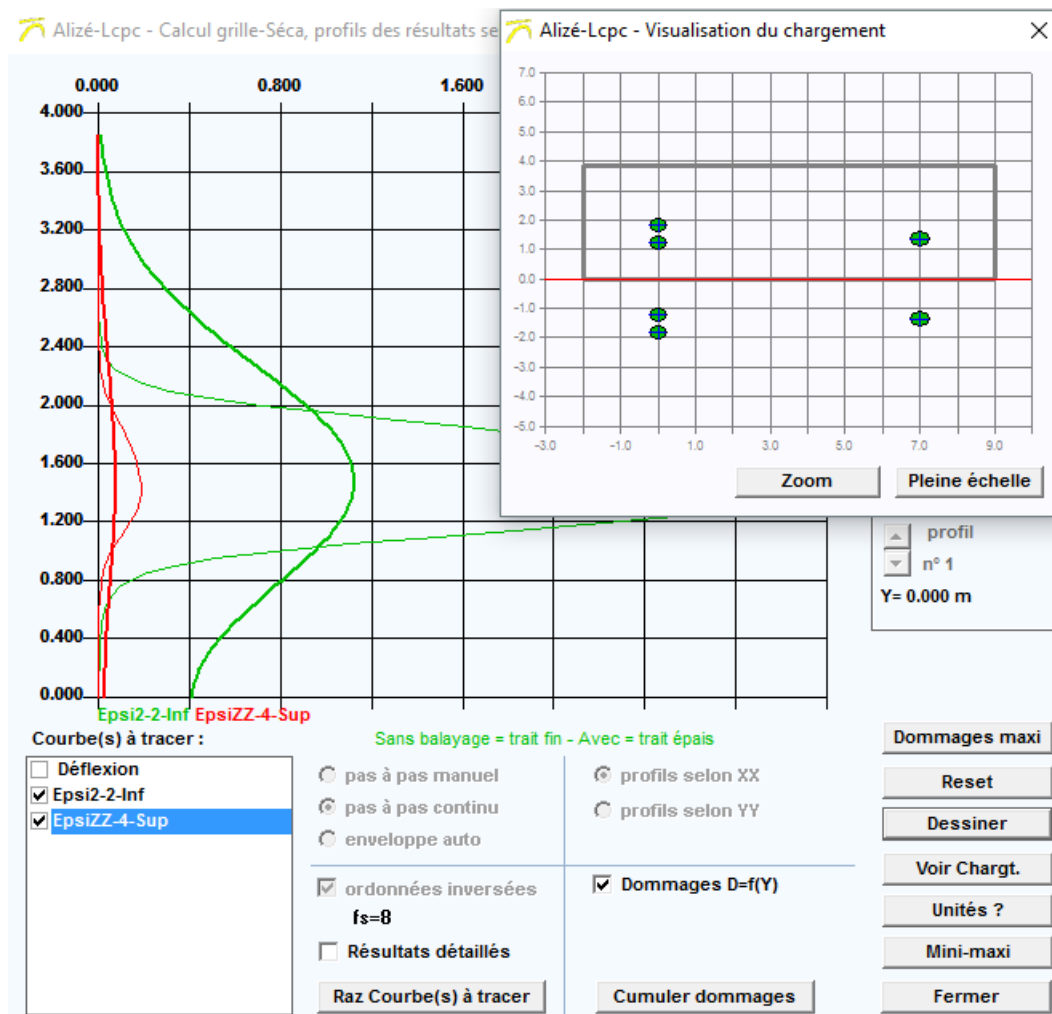 Alizé-Lcpc - Calcul grille-Séca, profils des résultats se
Alizé-Lcpc - Visualisation du chargement
0.000 0.800 1.600
4.000
3.600
3.200
2.800
2.400
2.000
1.600
1.200
0.800
0.400
0.000
7.0
6.0
5.0
4.0
3.0
2.0
1.0
0.0
-1.0
-2.0
-3.0
-4.0
-5.0
-3.0 -1.0 1.0 3.0 5.0 7.0 9.0
Zoom
Pleine échelle
profil
n° 1
Y= 0.000 m
Epsi2-2-Inf EpsiZZ-4-Sup
Courbe(s) à tracer :
Sans balayage = trait fin - Avec = trait épais
Déflexion
Epsi2-2-Inf
EpsiZZ-4-Sup
pas à pas manuel
pas à pas continu
enveloppe auto
profils selon XX
profils selon YY
ordonnées inversées
fs=8
Résultats détaillés
Dommages D=f(Y)
Raz Courbe(s) à tracer
Cumuler dommages
Dommages maxi
Reset
Dessiner
Voir Chargt.
Unités ?
Mini-maxi
Fermer